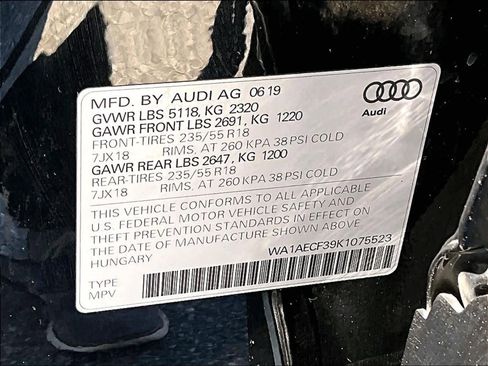 MFD. BY AUDI AG 06 19
GVWR LBS 5118, KG 2320
GAWR FRONT LBS 2691, KG 1220
FRONT-TIRES 235/55 R18
7JX18 RIMS, AT 260 KPA 38 PSI COLD
GAWR REAR LBS 2647, KG 1200
REAR-TIRES 235/55 R18
7JX18 RIMS, AT 260 KPA 38 PSI COLD
THIS VEHICLE CONFORMS TO ALL APPLICABLE
U.S. FEDERAL MOTOR VEHICLE SAFETY AND
THEFT PREVENTION STANDARDS IN EFFECT ON
THE DATE OF MANUFACTURE SHOWN ABOVE
HUNGARY
WA1AECF39K1075523
TYPE
MPV
Audi